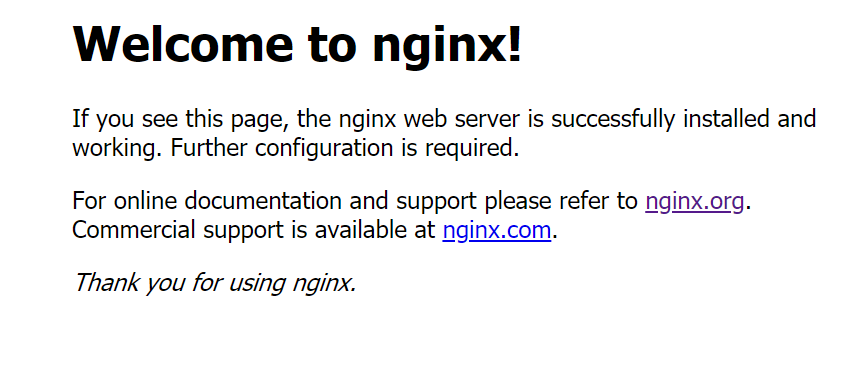 Welcome to nginx!
If you see this page, the nginx web server is successfully installed and
working. Further configuration is required.
For online documentation and support please refer to nginx.org.
Commercial support is available at nginx.com.
Thank you for using nginx.